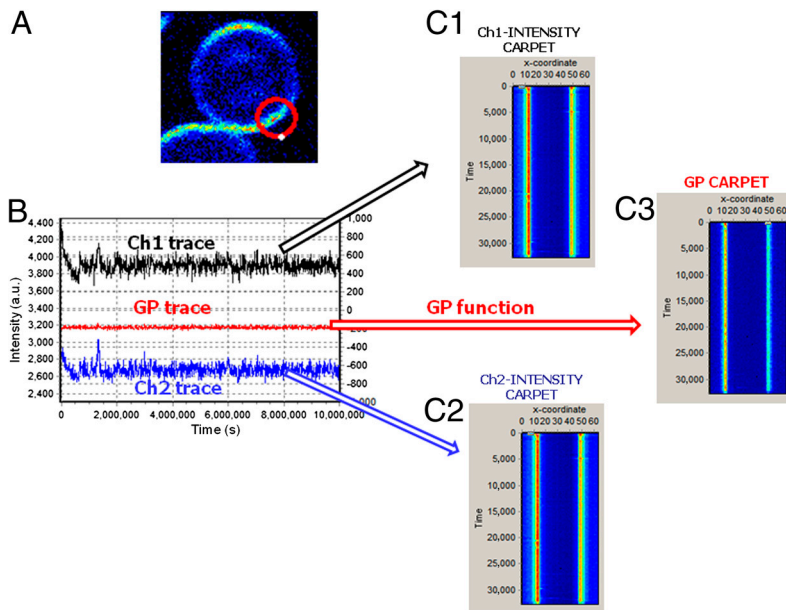 A
C1
Ch1-INTENSITY
CARPET
x-coordinate
0 1020 30 40 50 60
0
5,000
10,000
15,000
20,000
25,000
30,000
Time
B
4,400
4,200
4,000
3,800
3,600
3,400
3,200
3,000
2,800
2,600
2,400
Intensity (a.u.)
Ch1 trace
GP trace
Ch2 trace
1,000
800
600
400
200
0
-200
-400
-600
-800
0 2,000,000 4,000,000 6,000,000 8,000,000 10,000,000
Time (s)
GP function
C3
GP CARPET
x-coordinate
0 1020 30 40 50 60
0
5,000
10,000
15,000
20,000
25,000
30,000
Time
C2
Ch2-INTENSITY
CARPET
x-coordinate
0 1020 30 40 50 60
0
5,000
10,000
15,000
20,000
25,000
30,000
Time